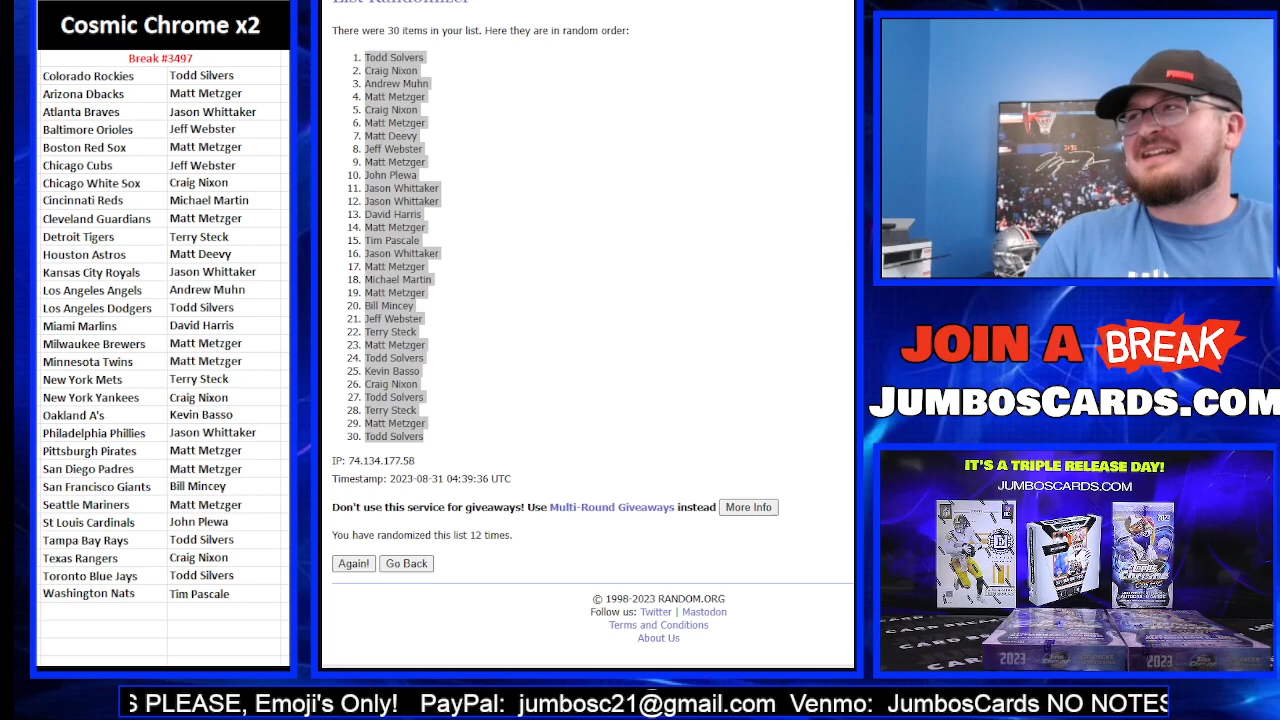 Cosmic Chrome x2
Break #3497
Colorado Rockies Todd Silvers
Arizona Dbacks Matt Metzger
Atlanta Braves Jason Whittaker
Baltimore Orioles Jeff Webster
Boston Red Sox Matt Metzger
Chicago Cubs Jeff Webster
Chicago White Sox Craig Nixon
Cincinnati Reds Michael Martin
Cleveland Guardians Matt Metzger
Detroit Tigers Terry Steck
Houston Astros Matt Deevy
Kansas City Royals Jason Whittaker
Los Angeles Angels Andrew Muhn
Los Angeles Dodgers Todd Silvers
Miami Marlins David Harris
Milwaukee Brewers Matt Metzger
Minnesota Twins Matt Metzger
New York Mets Terry Steck
New York Yankees Craig Nixon
Oakland A's Kevin Basso
Philadelphia Phillies Jason Whittaker
Pittsburgh Pirates Matt Metzger
San Diego Padres Matt Metzger
San Francisco Giants Bill Mincey
Seattle Mariners Matt Metzger
St Louis Cardinals John Plewa
Tampa Bay Rays Todd Silvers
Texas Rangers Craig Nixon
Toronto Blue Jays Todd Silvers
Washington Nats Tim Pascale
List Randomizer
There were 30 items in your list. Here they are in random order:
1. Todd Solvers
2. Craig Nixon
3. Andrew Muhn
4. Matt Metzger
5. Craig Nixon
6. Matt Metzger
7. Matt Deevy
8. Jeff Webster
9. Matt Metzger
10. John Plewa
11. Jason Whittaker
12. Jason Whittaker
13. David Harris
14. Matt Metzger
15. Tim Pascale
16. Jason Whittaker
17. Matt Metzger
18. Michael Martin
19. Matt Metzger
20. Bill Mincey
21. Jeff Webster
22. Terry Steck
23. Matt Metzger
24. Todd Solvers
25. Kevin Basso
26. Craig Nixon
27. Todd Solvers
28. Terry Steck
29. Matt Metzger
30. Todd Solvers
IP: 74.134.177.58
Timestamp: 2023-08-31 04:39:36 UTC
Don't use this service for giveaways! Use Multi-Round Giveaways instead More Info
You have randomized this list 12 times.
Again! Go Back
© 1998-2023 RANDOM.ORG
Follow us: Twitter | Mastodon
Terms and Conditions
About Us
JOIN A BREAK
JUMBOSCARDS.COM
IT'S A TRIPLE RELEASE DAY!
JUMBOSCARDS.COM
2023
2023
S PLEASE, Emoji's Only! PayPal: jumbosc21@gmail.com Venmo: JumbosCards NO NOTES